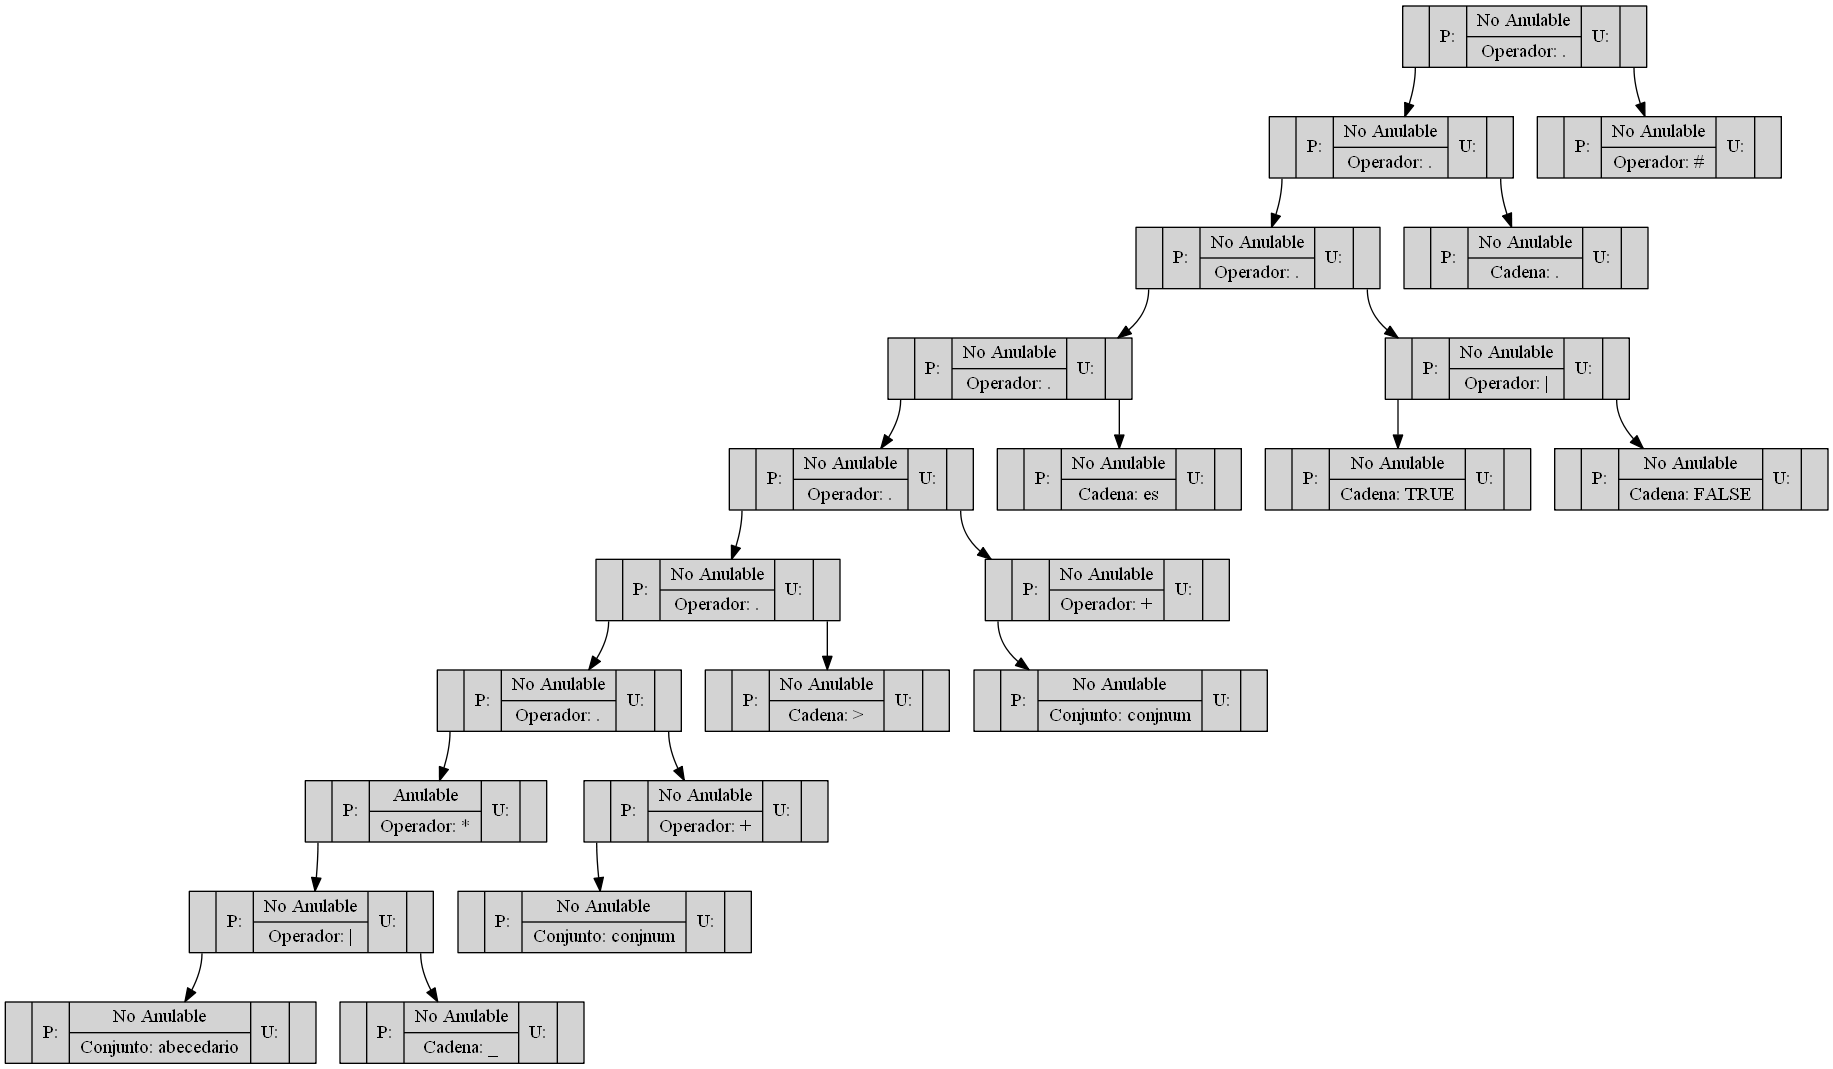 No Anulable
P: U:
Operador: .
No Anulable
P: U:
Operador: .
No Anulable
P: U:
Operador: #
No Anulable
P: U:
Operador: .
No Anulable
P: U:
Cadena: .
No Anulable
P: U:
Operador: .
No Anulable
P: U:
Operador: |
No Anulable
P: U:
Operador: .
No Anulable
P: U:
Cadena: es
No Anulable
P: U:
Cadena: TRUE
No Anulable
P: U:
Cadena: FALSE
No Anulable
P: U:
Operador: .
No Anulable
P: U:
Operador: +
No Anulable
P: U:
Operador: .
No Anulable
P: U:
Cadena: >
No Anulable
P: U:
Conjunto: conjnum
Anulable
P: U:
Operador: *
No Anulable
P: U:
Operador: +
No Anulable
P: U:
Operador: |
No Anulable
P: U:
Conjunto: conjnum
No Anulable
P: U:
Conjunto: abecedario
No Anulable
P: U:
Cadena: _